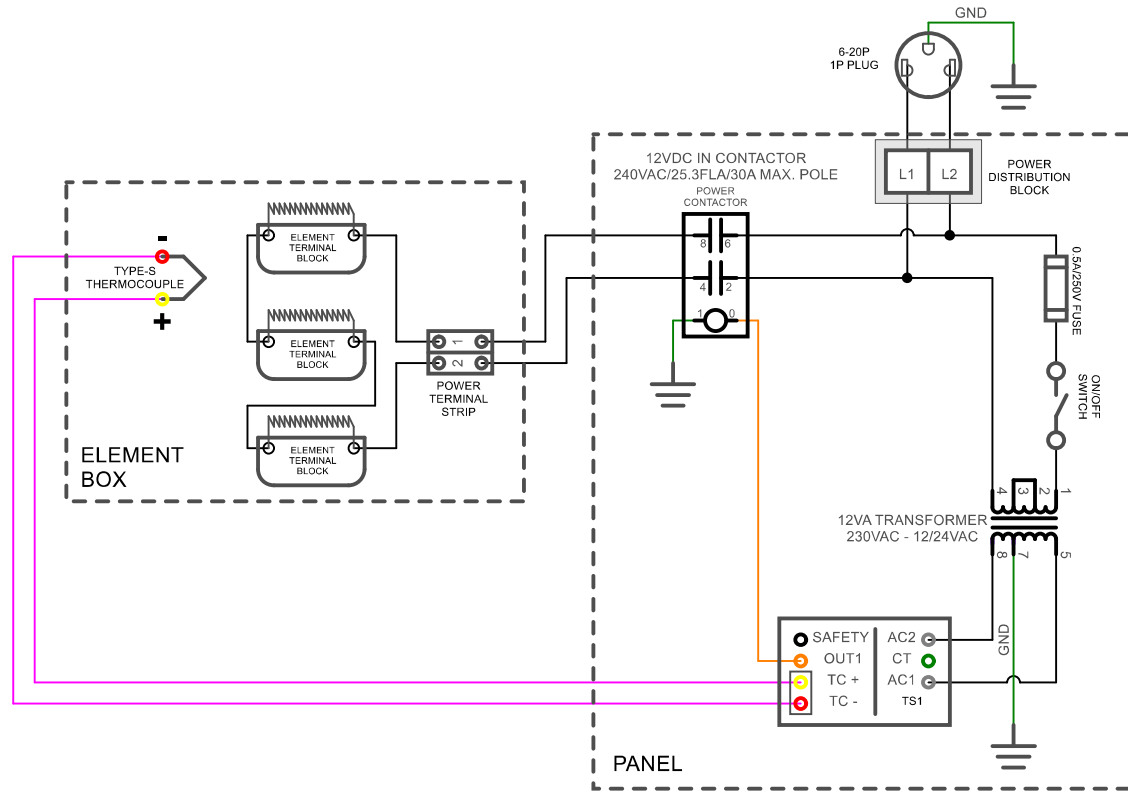 GND
6-20P
1P PLUG
12VDC IN CONTACTOR
240VAC/25.3FLA/30A MAX. POLE
POWER
CONTACTOR
L1
L2
POWER
DISTRIBUTION
BLOCK
8
6
4
2
1
0
0.5A/250V FUSE
ON/OFF
SWITCH
-
TYPE-S
THERMOCOUPLE
+
ELEMENT
TERMINAL
BLOCK
ELEMENT
TERMINAL
BLOCK
ELEMENT
TERMINAL
BLOCK
1
2
POWER
TERMINAL
STRIP
ELEMENT
BOX
4
3
2
1
12VA TRANSFORMER
230VAC - 12/24VAC
8
7
5
GND
SAFETY
OUT1
TC +
TC -
AC2
CT
AC1
TS1
PANEL